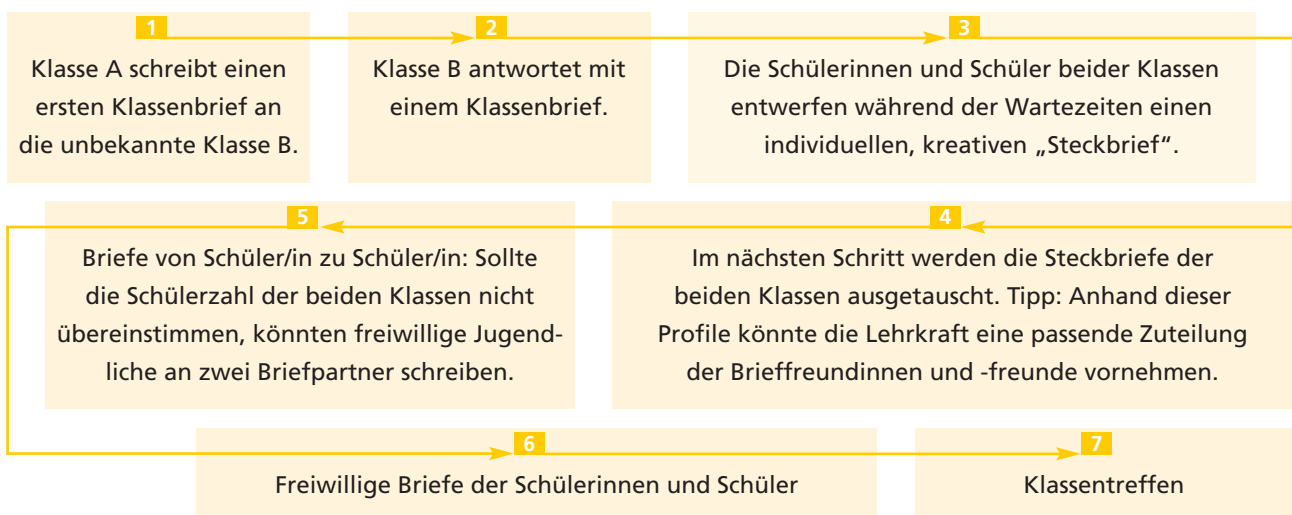 1
Klasse A schreibt einen
ersten Klassenbrief an
die unbekannte Klasse B.
2
Klasse B antwortet mit
einem Klassenbrief.
3
Die Schülerinnen und Schüler beider Klassen
entwerfen während der Wartezeiten einen
individuellen, kreativen „Steckbrief“.
4
Im nächsten Schritt werden die Steckbriefe der
beiden Klassen ausgetauscht. Tipp: Anhand dieser
Profile könnte die Lehrkraft eine passende Zuteilung
der Brieffreundinnen und -freunde vornehmen.
5
Briefe von Schüler/in zu Schüler/in: Sollte
die Schülerzahl der beiden Klassen nicht
übereinstimmen, könnten freiwillige Jugend-
liche an zwei Briefpartner schreiben.
6
Freiwillige Briefe der Schülerinnen und Schüler
7
Klassentreffen